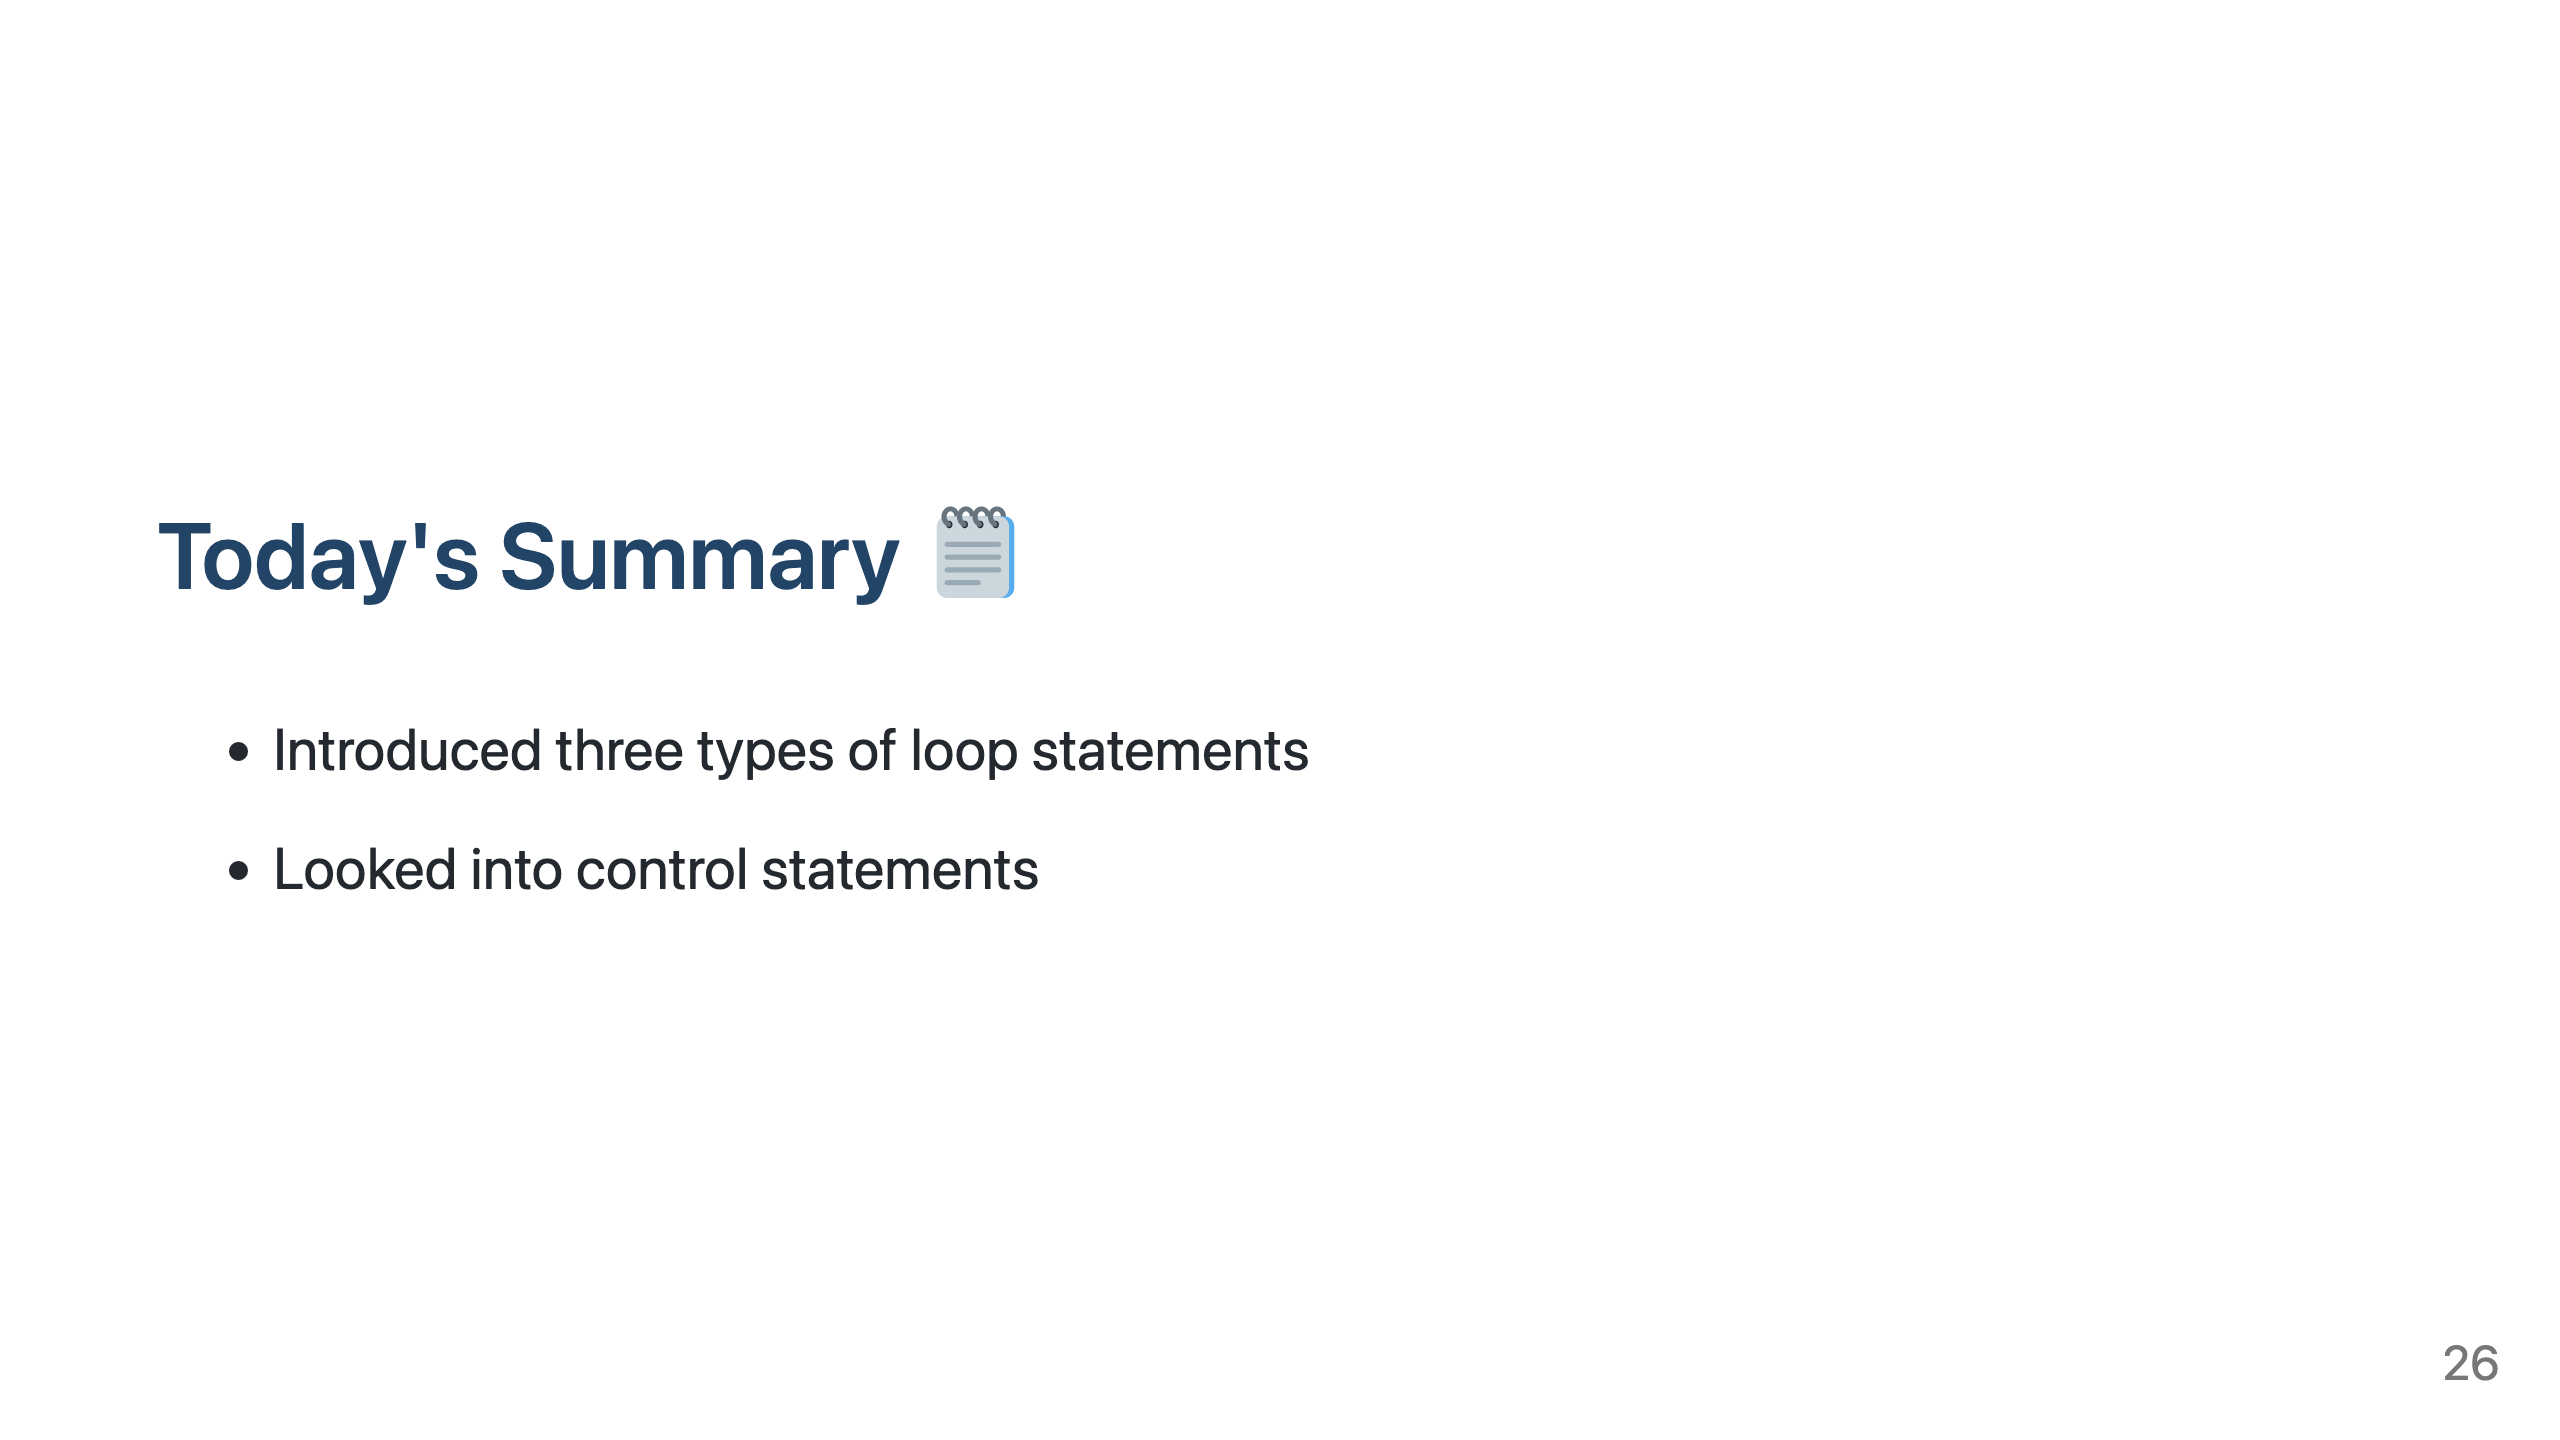 Today's Summary 🗒️
Introduced three types of loop statements
Looked into control statements
26